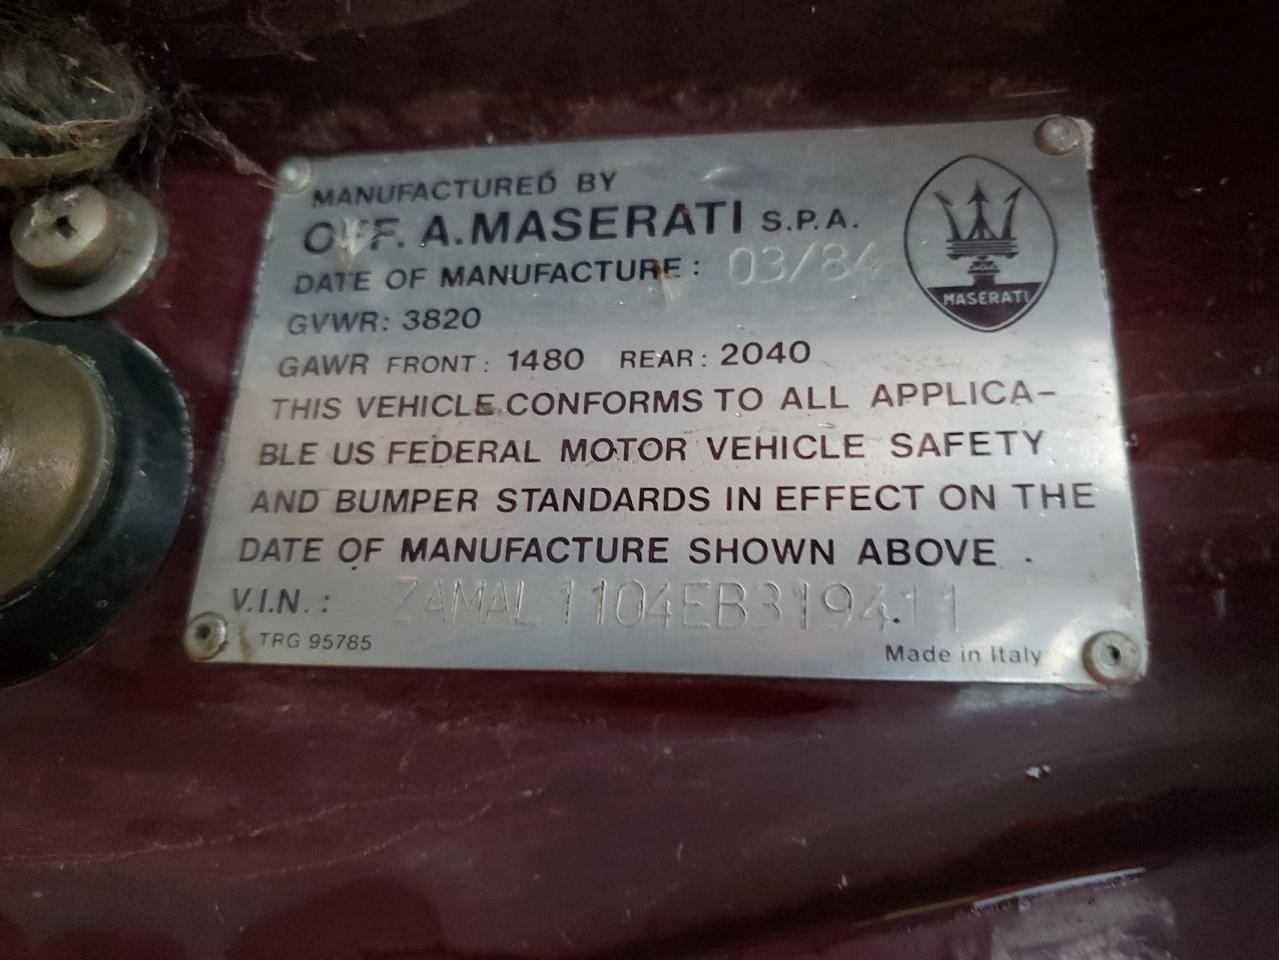 MANUFACTURED BY
OFF. A. MASERATI S.P.A.
DATE OF MANUFACTURE : 03/84
MASERATI
GVWR: 3820
GAWR FRONT : 1480 REAR : 2040
THIS VEHICLE CONFORMS TO ALL APPLICA-
BLE US FEDERAL MOTOR VEHICLE SAFETY
AND BUMPER STANDARDS IN EFFECT ON THE
DATE OF MANUFACTURE SHOWN ABOVE .
V.I.N. : ZAMAL1104EB319411
TRG 95785
Made in Italy